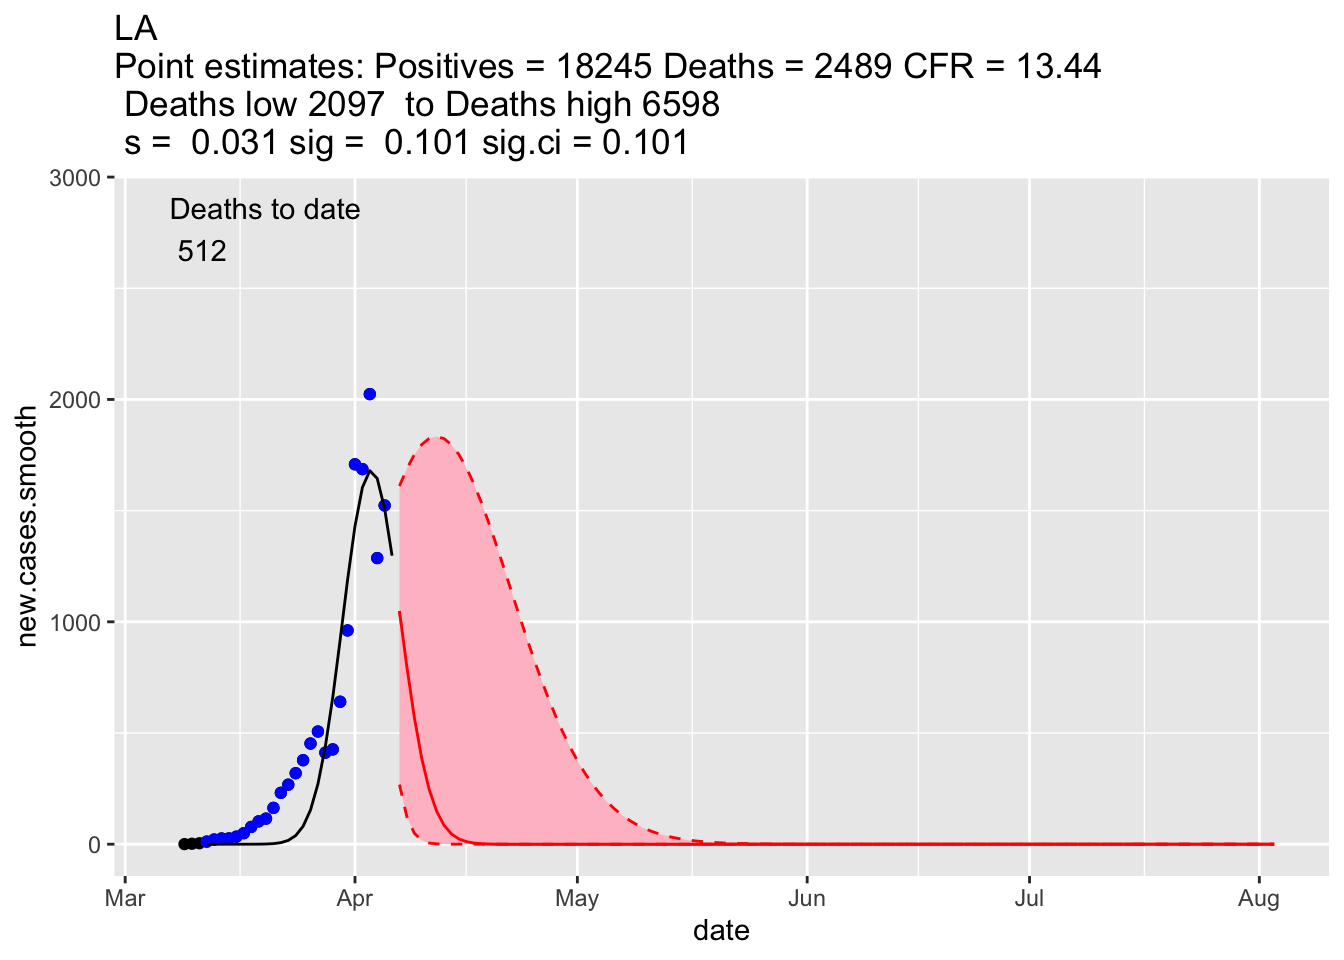 LA
Point estimates: Positives = 18245 Deaths = 2489 CFR = 13.44
Deaths low 2097  to Deaths high 6598
s =  0.031 sig =  0.101 sig.ci = 0.101
3000
Deaths to date
512
2000
new.cases.smooth
1000
0
Mar Apr May Jun Jul Aug
date